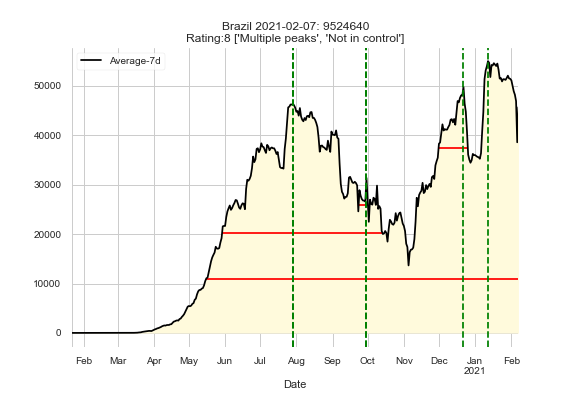 Brazil 2021-02-07: 9524640
Rating:8 ['Multiple peaks', 'Not in control']
Average-7d
50000
40000
30000
20000
10000
0
Feb Mar Apr May Jun Jul Aug Sep Oct Nov Dec Jan Feb
2021
Date